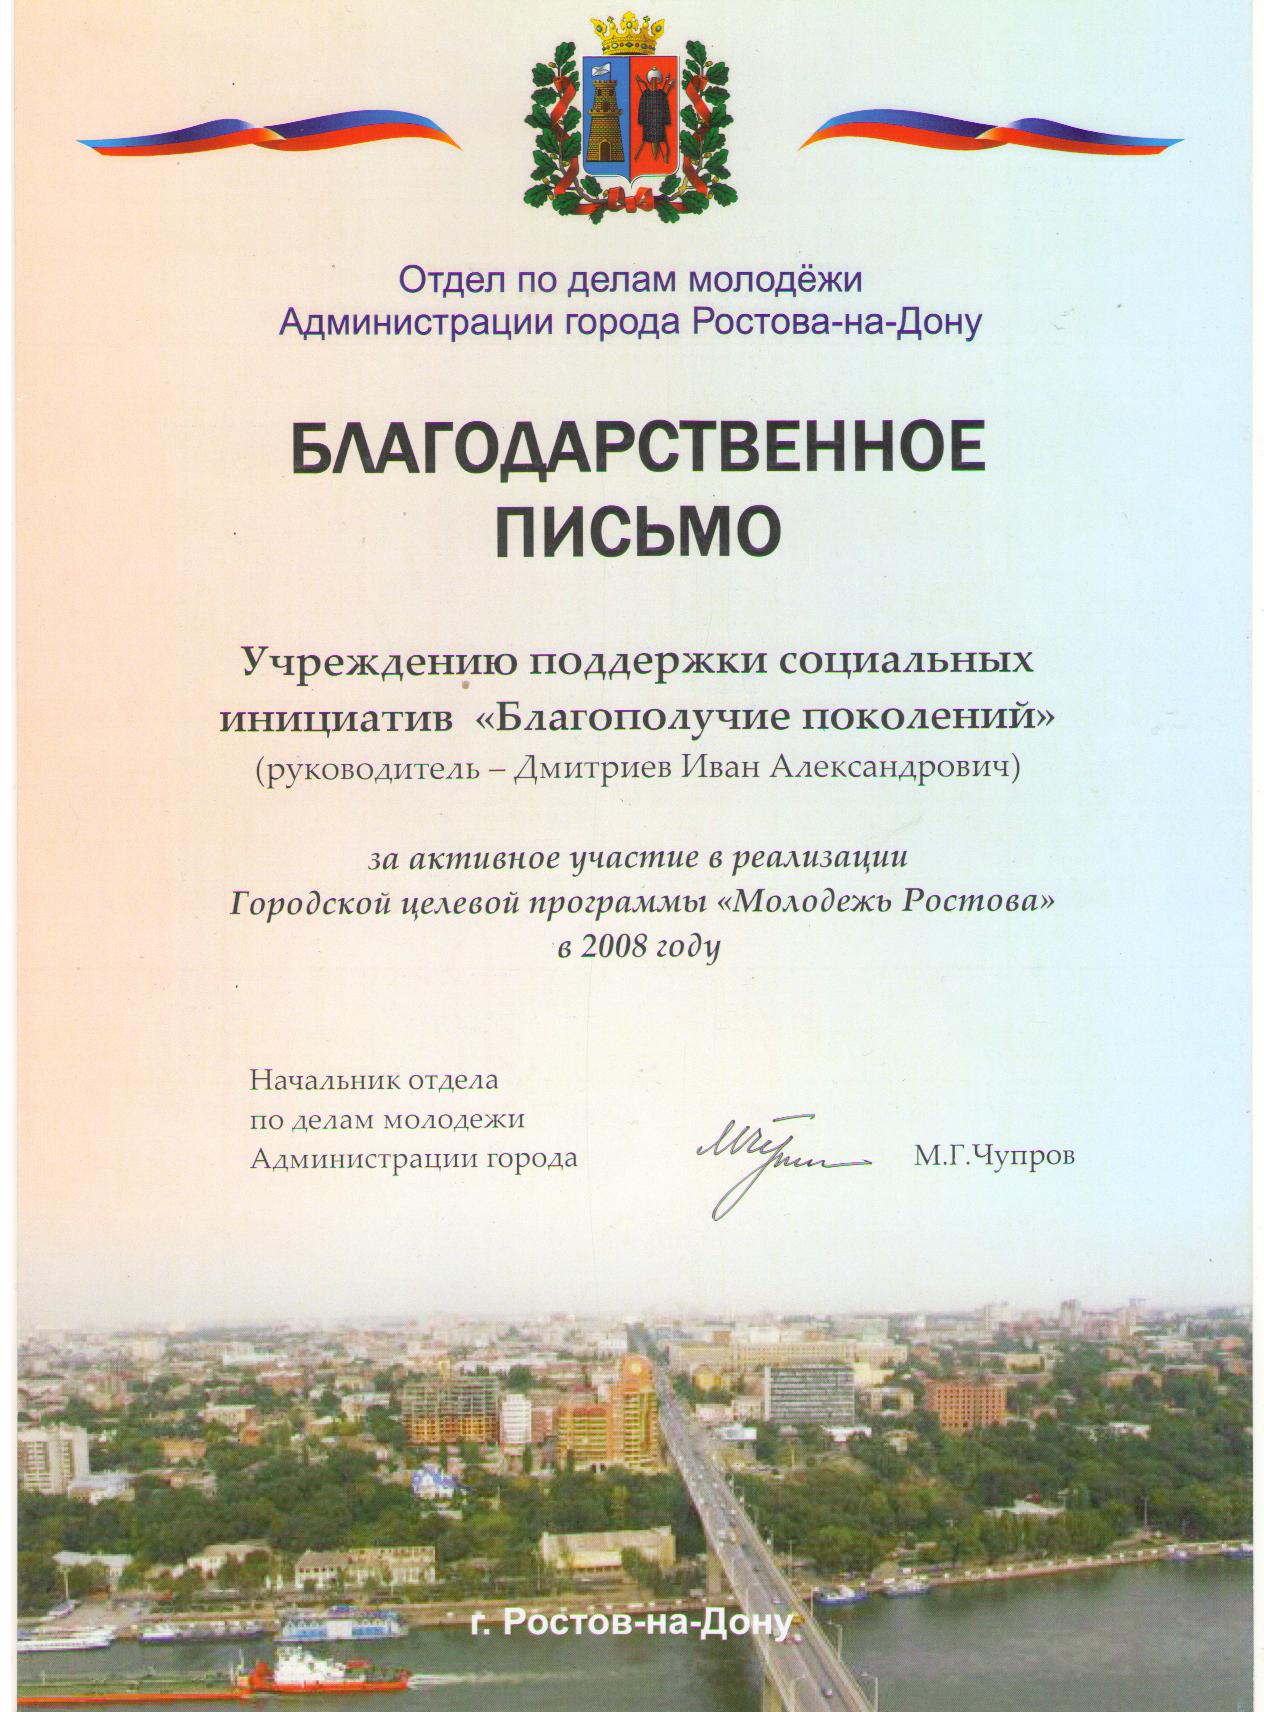 Отдел по делам молодёжи
Администрации города Ростова-на-Дону
БЛАГОДАРСТВЕННОЕ
ПИСЬМО
Учреждению поддержки социальных
инициатив «Благополучие поколений»
(руководитель – Дмитриев Иван Александрович)
за активное участие в реализации
Городской целевой программы «Молодежь Ростова»
в 2008 году
Начальник отдела
по делам молодежи
Администрации города
М.Г.Чупров
г. Ростов-на-Дону